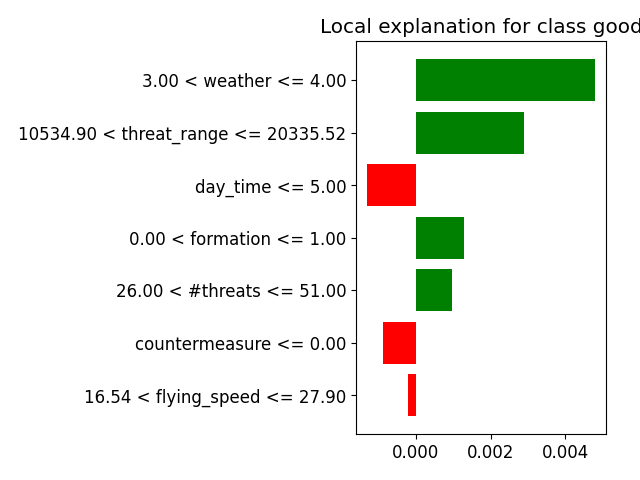 Local explanation for class good
3.00 < weather <= 4.00
10534.90 < threat_range <= 20335.52
day_time <= 5.00
0.00 < formation <= 1.00
26.00 < #threats <= 51.00
countermeasure <= 0.00
16.54 < flying_speed <= 27.90
0.000 0.002 0.004